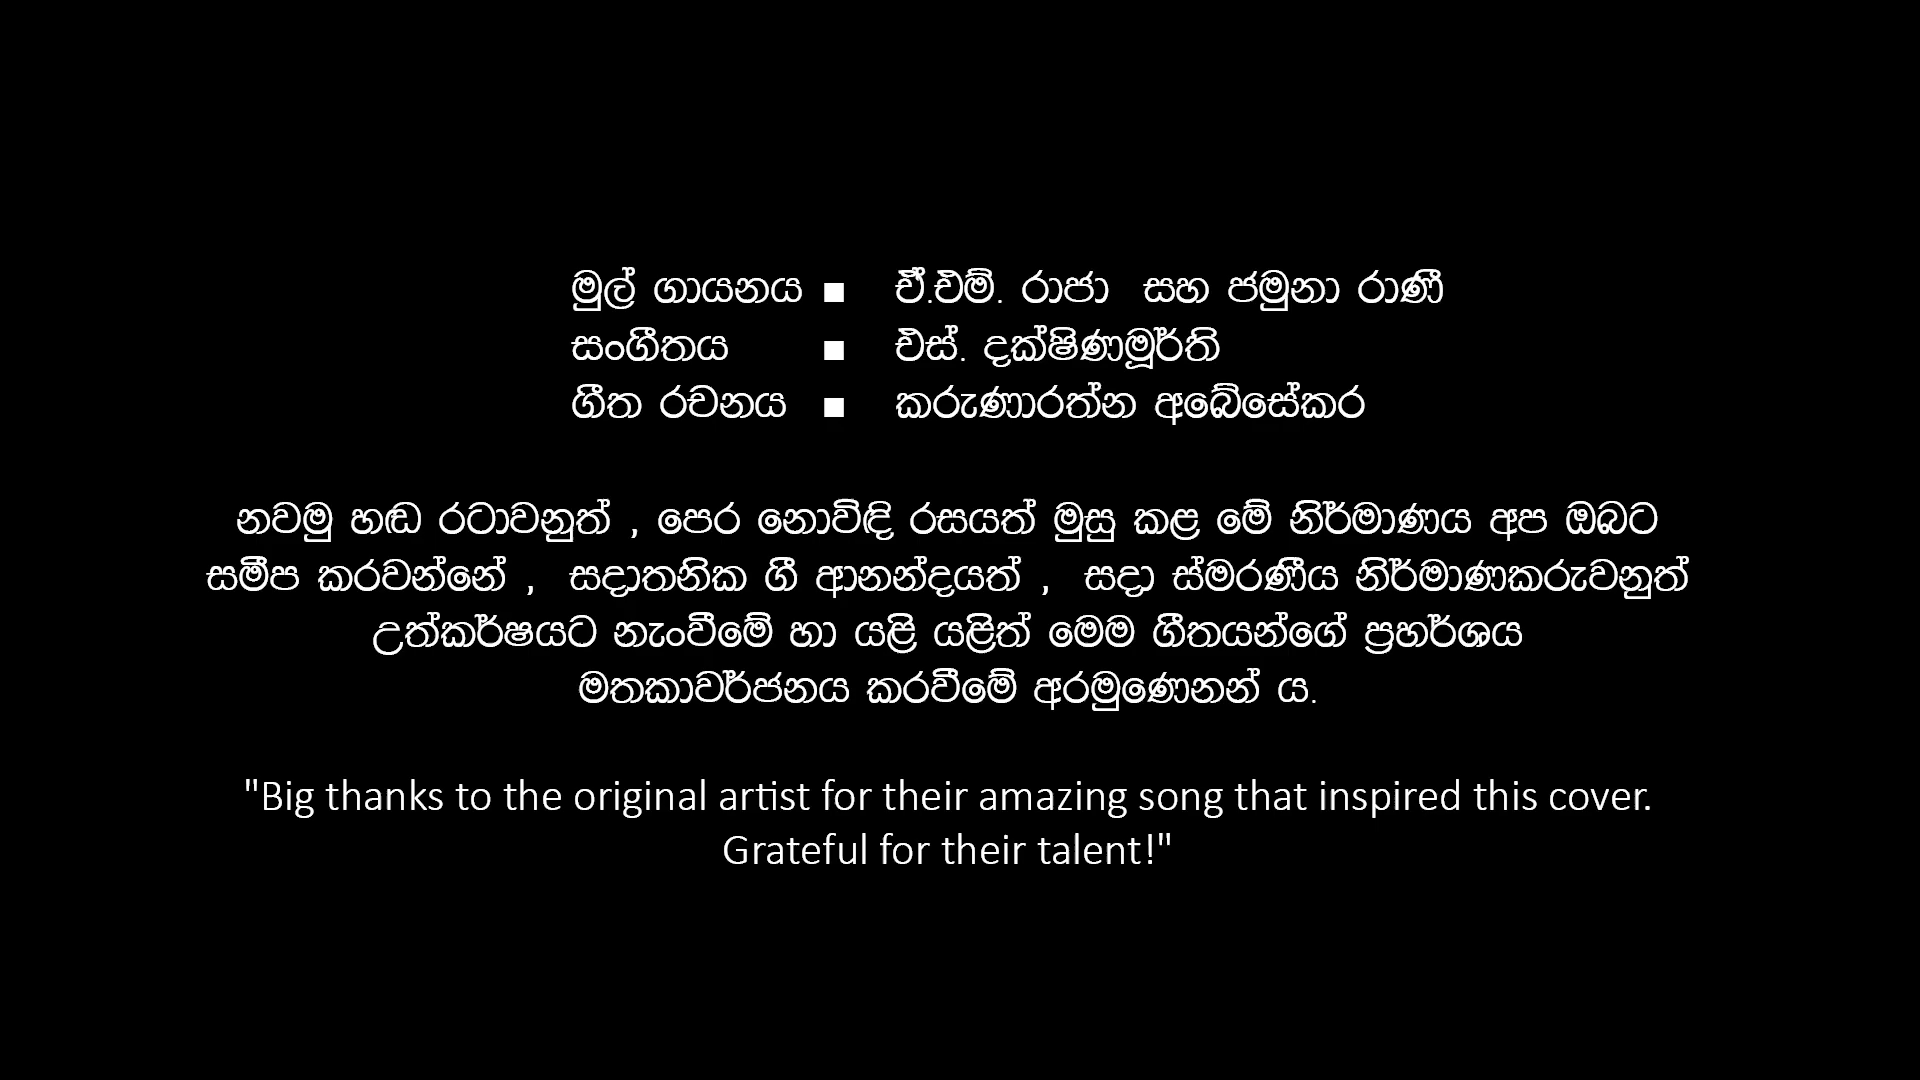 මුල් ගායනය ■ ඒ.එම්. රාජා සහ ජමුනා රාණී
සංගීතය ■ එස්. දක්ෂිණමූර්ති
ගීත රචනය ■ කරුණාරත්න අබේසේකර
නවමු හඬ රටාවනුත් , පෙර නොවිඳි රසයත් මුසු කළ මේ නිර්මාණය අප ඔබට
සමීප කරවන්නේ , සදාතනික ගී ආනන්දයත් , සදා ස්මරණීය නිර්මාණකරුවනුත්
උත්කර්ෂයට නැංවීමේ හා යළි යළිත් මෙම ගීතයන්ගේ ප්‍රහර්ශය
මතකාවර්ජනය කරවීමේ අරමුණෙනන් ය.
"Big thanks to the original artist for their amazing song that inspired this cover.
Grateful for their talent!"